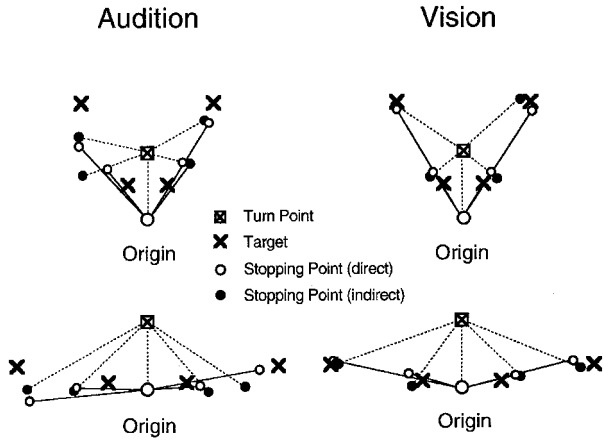 Audition
Vision
Origin
Origin
Turn Point
Target
Stopping Point (direct)
Stopping Point (indirect)
Origin
Origin